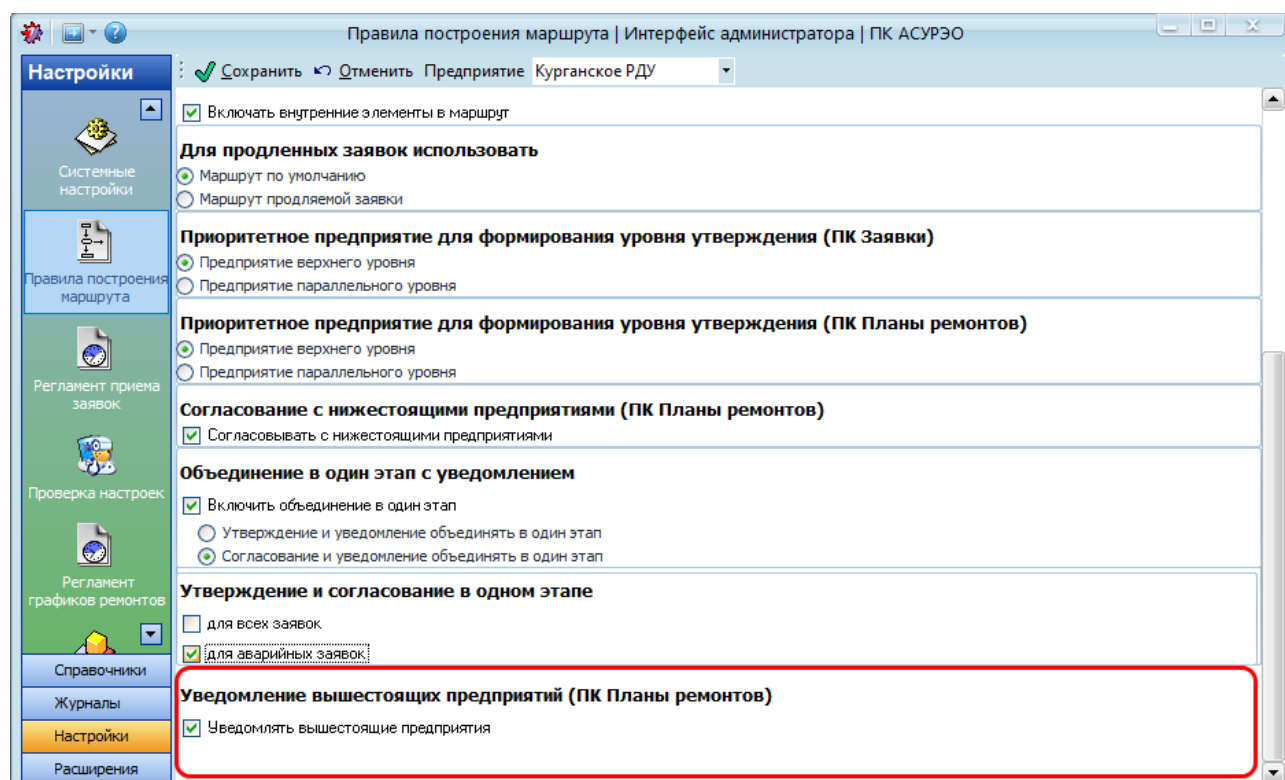 Правила построения маршрута | Интерфейс администратора | ПК АСУРЭО
Настройки
Сохранить Отменить Предприятие Курганское РДУ
Системные
настройки
Правила построения
маршрута
Регламент приема
заявок
Проверка настроек
Регламент
графиков ремонтов
Справочники
Журналы
Настройки
Расширения
Включать внутренние элементы в маршрут
Для продленных заявок использовать
Маршрут по умолчанию
Маршрут продляемой заявки
Приоритетное предприятие для формирования уровня утверждения (ПК Заявки)
Предприятие верхнего уровня
Предприятие параллельного уровня
Приоритетное предприятие для формирования уровня утверждения (ПК Планы ремонтов)
Предприятие верхнего уровня
Предприятие параллельного уровня
Согласование с нижестоящими предприятиями (ПК Планы ремонтов)
Согласовывать с нижестоящими предприятиями
Объединение в один этап с уведомлением
Включить объединение в один этап
Утверждение и уведомление объединять в один этап
Согласование и уведомление объединять в один этап
Утверждение и согласование в одном этапе
для всех заявок
для аварийных заявок
Уведомление вышестоящих предприятий (ПК Планы ремонтов)
Уведомлять вышестоящие предприятия